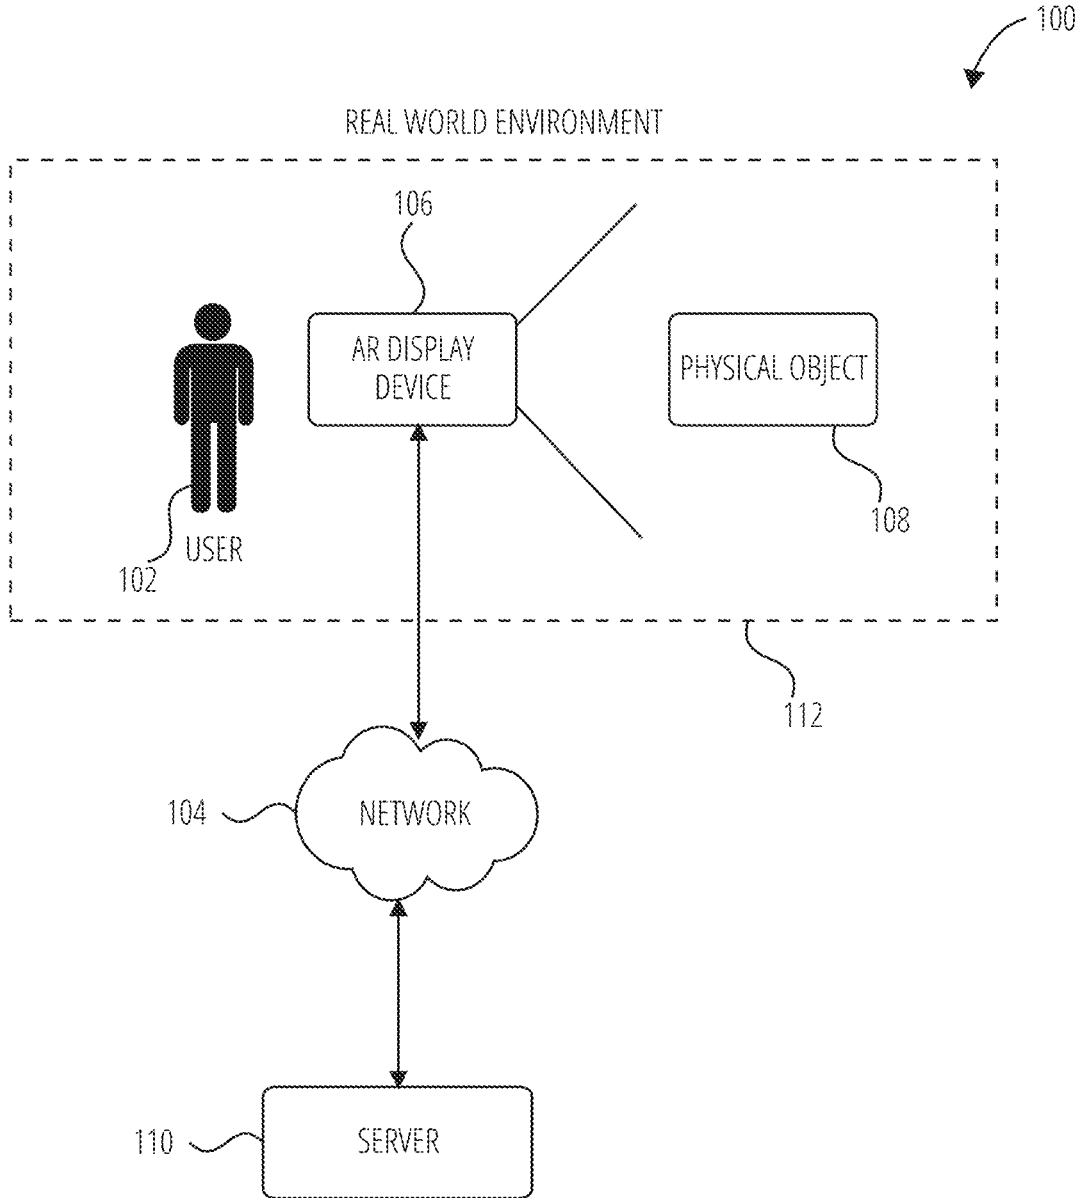 100
REAL WORLD ENVIRONMENT
106
AR DISPLAY
DEVICE
PHYSICAL OBJECT
108
USER
102
112
104
NETWORK
110
SERVER